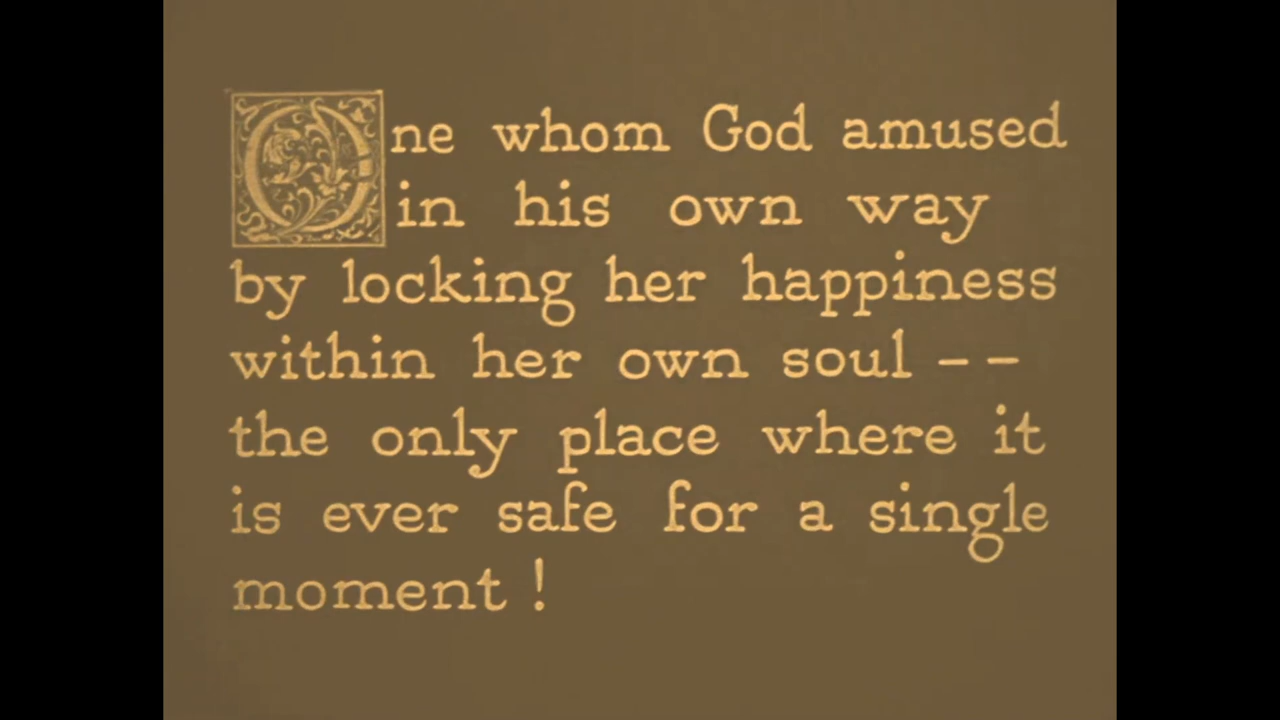 One whom God amused
in his own way
by locking her happiness
within her own soul --
the only place where it
is ever safe for a single
moment !